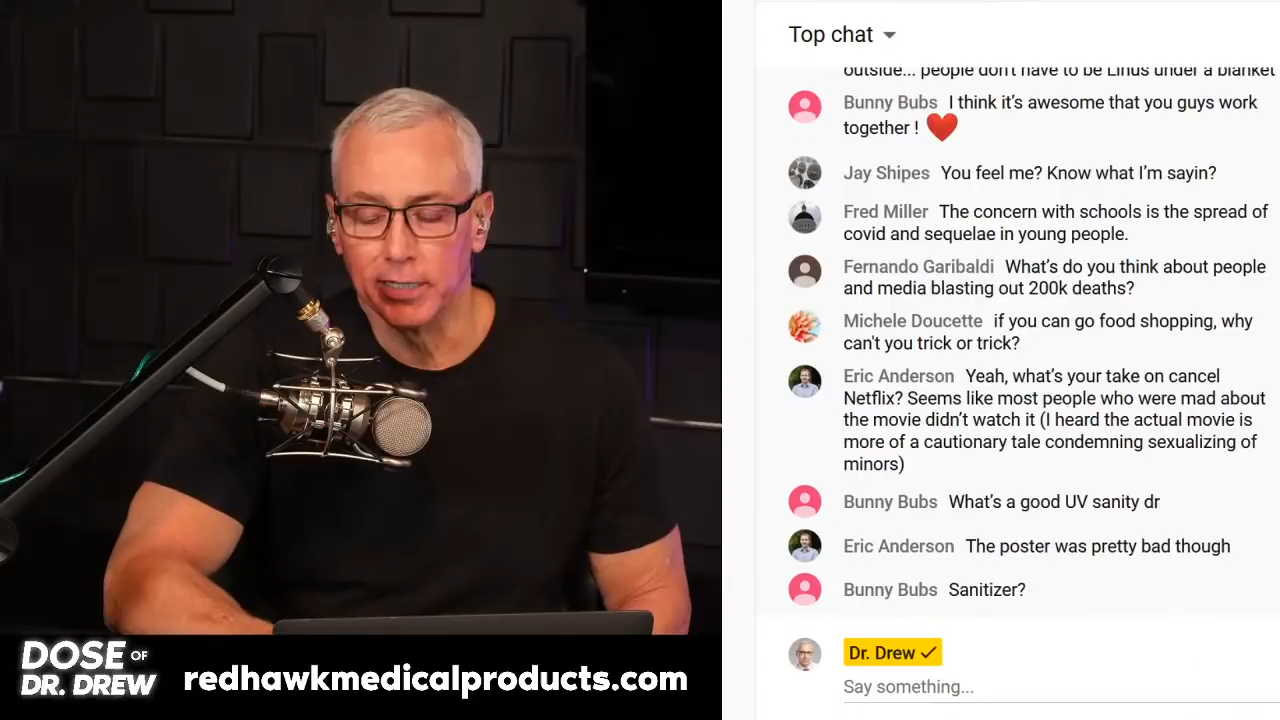 Top chat
outside... people don't have to be Linus under a blanket
Bunny Bubs I think it's awesome that you guys work
together ! ❤️
Jay Shipes You feel me? Know what I'm sayin?
Fred Miller The concern with schools is the spread of
covid and sequelae in young people.
Fernando Garibaldi What's do you think about people
and media blasting out 200k deaths?
Michele Doucette if you can go food shopping, why
can't you trick or trick?
Eric Anderson Yeah, what's your take on cancel
Netflix? Seems like most people who were mad about
the movie didn't watch it (I heard the actual movie is
more of a cautionary tale condemning sexualizing of
minors)
Bunny Bubs What's a good UV sanity dr
Eric Anderson The poster was pretty bad though
Bunny Bubs Sanitizer?
Dr. Drew ✓
Say something...
DOSE OF
DR. DREW
redhawkmedicalproducts.com